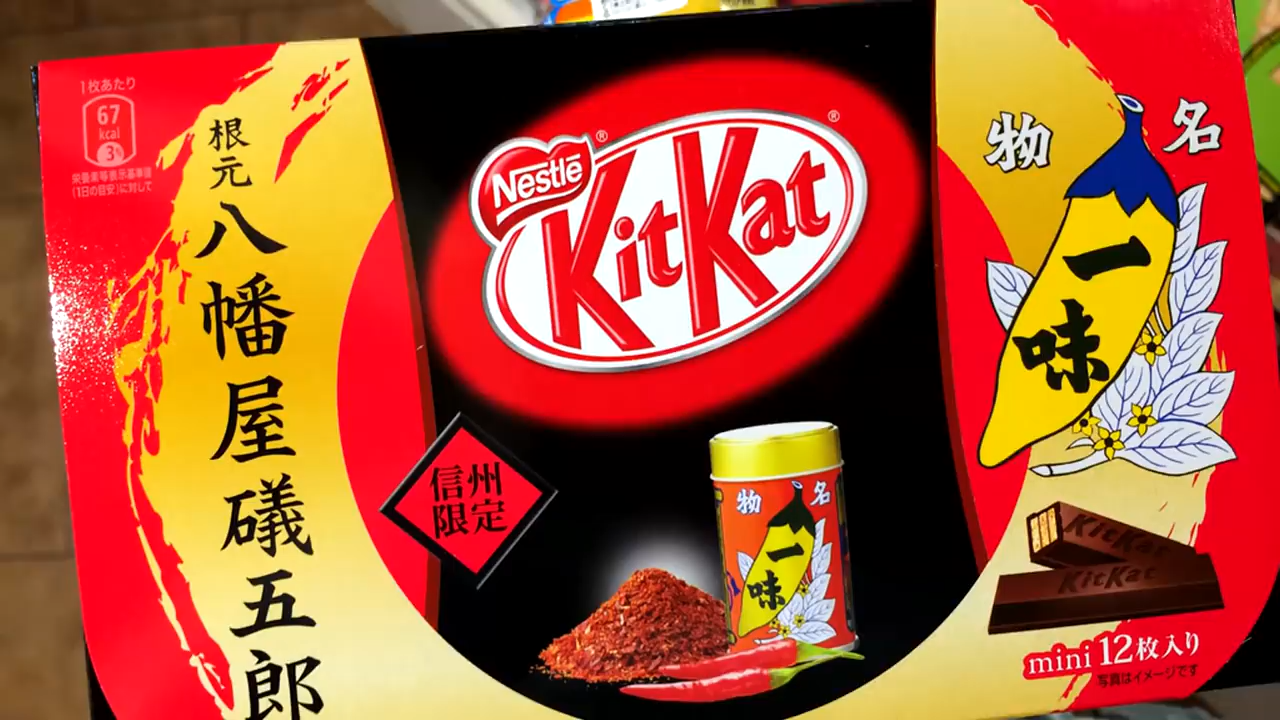 1枚あたり
67
kcal
3%
栄養素等表示基準値
(1日の目安)に対して
根元
八幡屋礒五郎
Nestlé®
KitKat®
信州
限定
名物
一味
名物
一味
KitKat
KitKat
mini 12枚入り
写真はイメージです